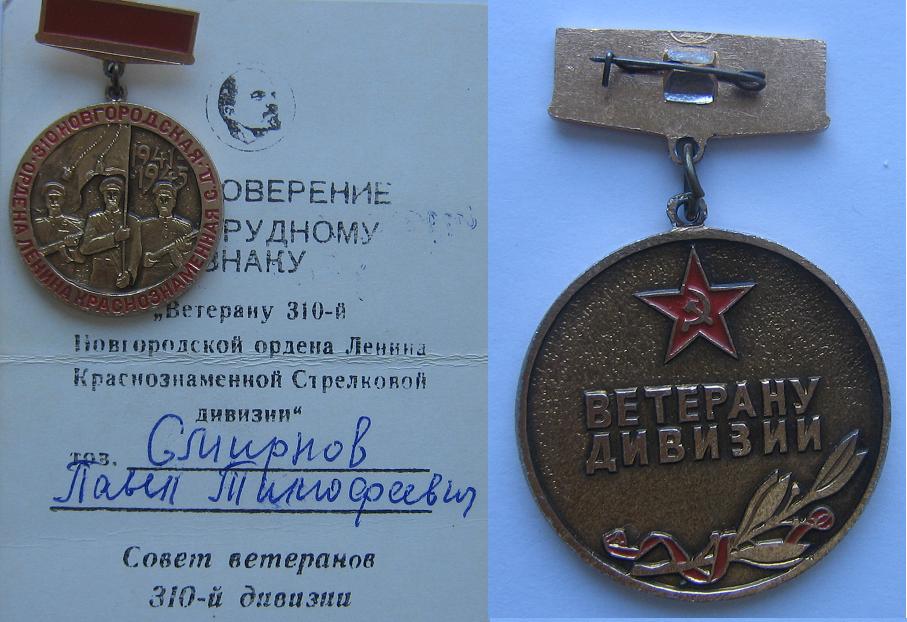 310 НОВГОРОДСКАЯ ОРДЕНА ЛЕНИНА КРАСНОЗНАМЕННАЯ С.Д.
1941
1945
ОВЕРЕНИЕ
РУДНОМУ
ЗНАКУ
„Ветерану 310-й
Новгородской ордена Ленина
Краснознаменной Стрелковой
дивизии“
тов. Смирнов
Павел Тимофеевич
Совет ветеранов
310-й дивизии
ВЕТЕРАНУ
ДИВИЗИИ